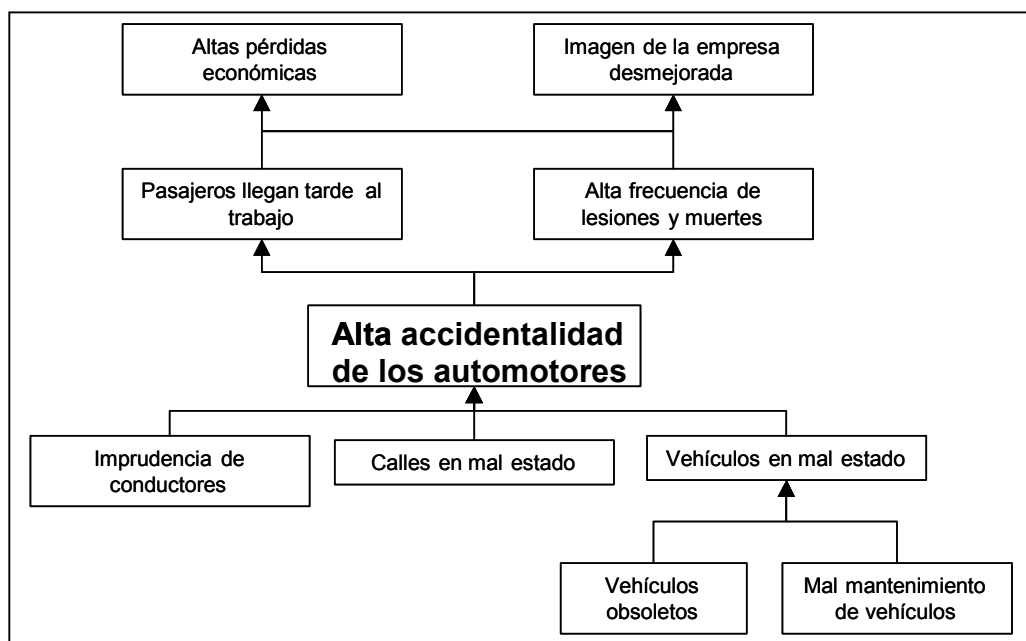 Altas pérdidas
económicas
Imagen de la empresa
desmejorada
Pasajeros llegan tarde al
trabajo
Alta frecuencia de
lesiones y muertes
Alta accidentalidad
de los automotores
Imprudencia de
conductores
Calles en mal estado
Vehículos en mal estado
Vehículos
obsoletos
Mal mantenimiento
de vehículos